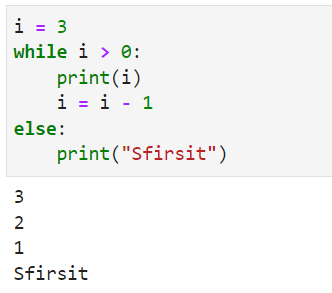 i = 3
while i > 0:
    print(i)
    i = i - 1
else:
    print("Sfirsit")
3
2
1
Sfirsit